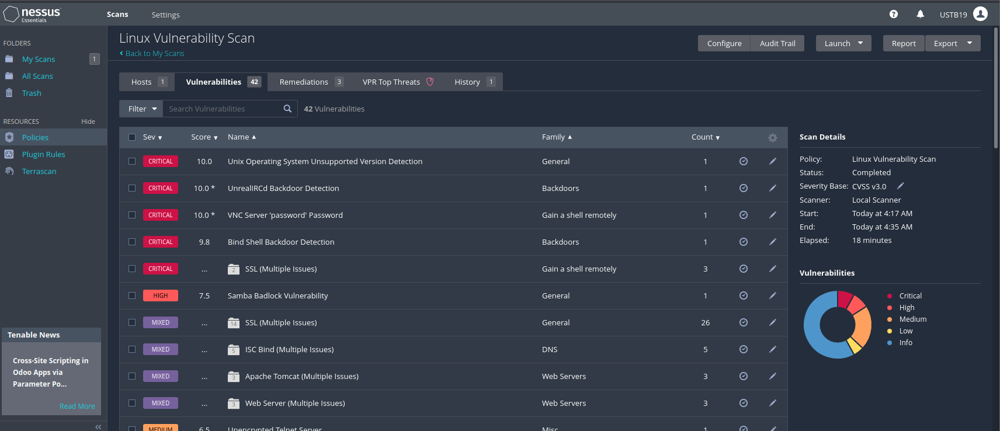 nessus
Essentials
Scans
Settings
USTB19
FOLDERS
My Scans 1
All Scans
Trash
RESOURCES Hide
Policies
Plugin Rules
Terrascan
Tenable News
Cross-Site Scripting in
Odoo Apps via
Parameter Po...
Read More
Linux Vulnerability Scan
Back to My Scans
Configure Audit Trail Launch Report Export
Hosts 1 Vulnerabilities 42 Remediations 3 VPR Top Threats History 1
Filter Search Vulnerabilities 42 Vulnerabilities
Sev Score Name Family Count
CRITICAL 10.0 Unix Operating System Unsupported Version Detection General 1
CRITICAL 10.0 * UnrealIRCd Backdoor Detection Backdoors 1
CRITICAL 10.0 * VNC Server 'password' Password Gain a shell remotely 1
CRITICAL 9.8 Bind Shell Backdoor Detection Backdoors 1
CRITICAL ... 2 SSL (Multiple Issues) Gain a shell remotely 3
HIGH 7.5 Samba Badlock Vulnerability General 1
MIXED ... 14 SSL (Multiple Issues) General 26
MIXED ... 5 ISC Bind (Multiple Issues) DNS 5
MIXED ... 3 Apache Tomcat (Multiple Issues) Web Servers 3
MIXED ... 3 Web Server (Multiple Issues) Web Servers 3
MEDIUM 6.5 Unencrypted Telnet Server Misc. 1
Scan Details
Policy: Linux Vulnerability Scan
Status: Completed
Severity Base: CVSS v3.0
Scanner: Local Scanner
Start: Today at 4:17 AM
End: Today at 4:35 AM
Elapsed: 18 minutes
Vulnerabilities
Critical
High
Medium
Low
Info